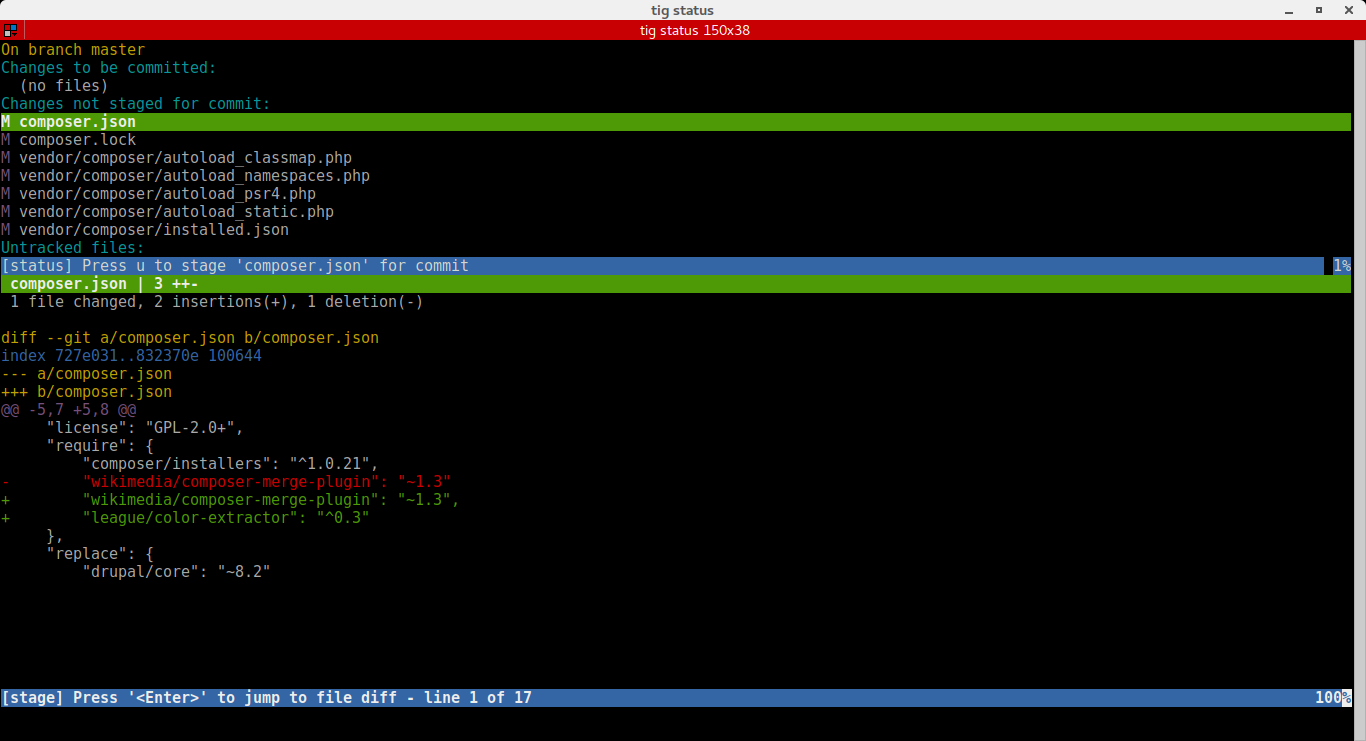 tig status
tig status 150x38
On branch master
Changes to be committed:
  (no files)
Changes not staged for commit:
M composer.json
M composer.lock
M vendor/composer/autoload_classmap.php
M vendor/composer/autoload_namespaces.php
M vendor/composer/autoload_psr4.php
M vendor/composer/autoload_static.php
M vendor/composer/installed.json
Untracked files:
[status] Press u to stage 'composer.json' for commit 1%
 composer.json | 3 ++-
 1 file changed, 2 insertions(+), 1 deletion(-)

diff --git a/composer.json b/composer.json
index 727e031..832370e 100644
--- a/composer.json
+++ b/composer.json
@@ -5,7 +5,8 @@
     "license": "GPL-2.0+",
     "require": {
         "composer/installers": "^1.0.21",
-        "wikimedia/composer-merge-plugin": "~1.3"
+        "wikimedia/composer-merge-plugin": "~1.3",
+        "league/color-extractor": "^0.3"
     },
     "replace": {
         "drupal/core": "~8.2"
[stage] Press '<Enter>' to jump to file diff - line 1 of 17 100%